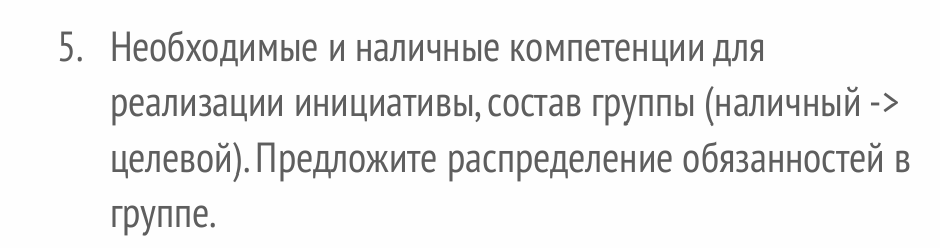 5. Необходимые и наличные компетенции для
реализации инициативы, состав группы (наличный ->
целевой). Предложите распределение обязанностей в
группе.